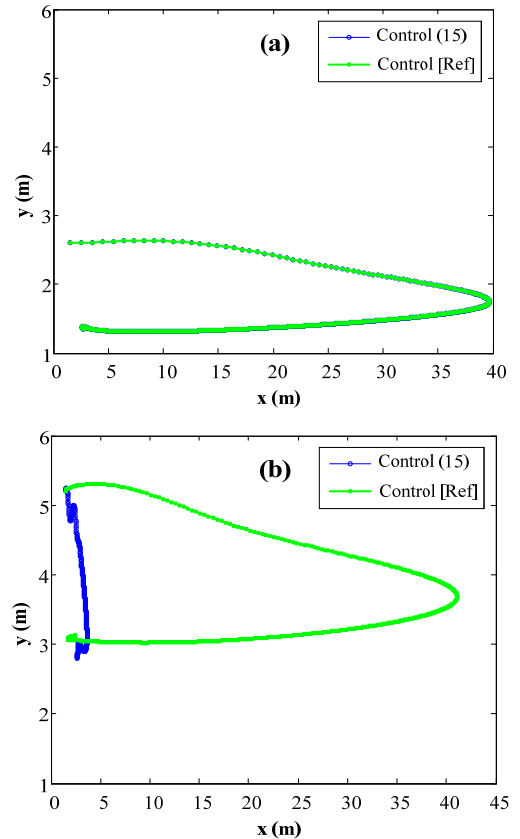 (a)
Control (15)
Control [Ref]
6
5
4
3
2
1
y (m)
0 5 10 15 20 25 30 35 40
x (m)
(b)
Control (15)
Control [Ref]
6
5
4
3
2
1
y (m)
0 5 10 15 20 25 30 35 40 45
x (m)